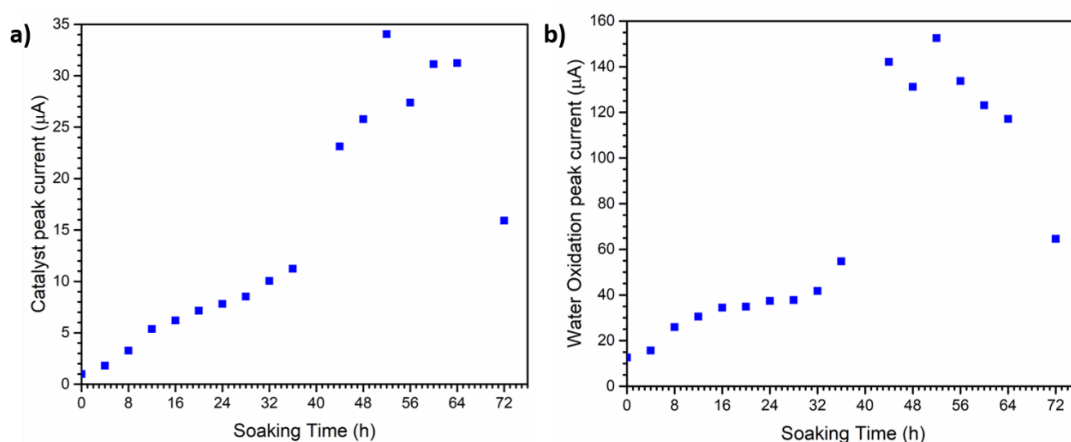 a)
Catalyst peak current (µA)
35
30
25
20
15
10
5
0
0 8 16 24 32 40 48 56 64 72
Soaking Time (h)
b)
Water Oxidation peak current (µA)
160
140
120
100
80
60
40
20
0
0 8 16 24 32 40 48 56 64 72
Soaking Time (h)